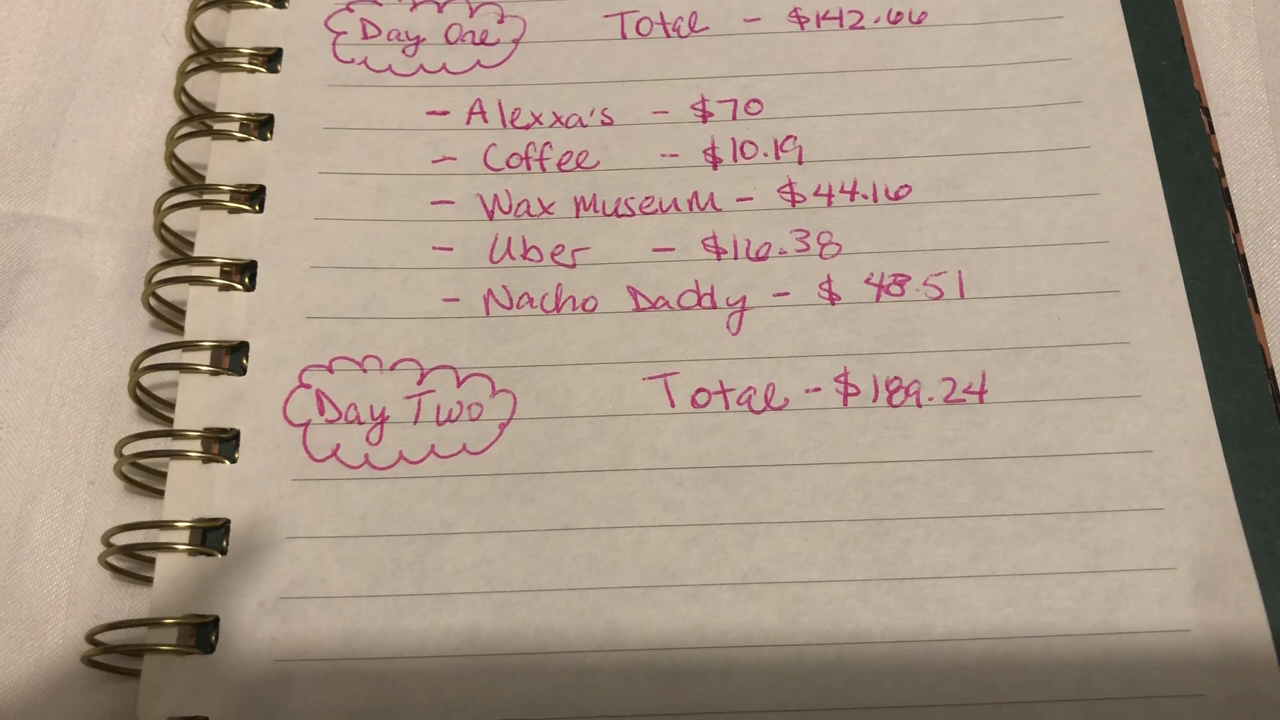 Day One Total - $142.66
- Alexxa's - $70
- Coffee - $10.19
- Wax Museum - $44.16
- Uber - $16.38
- Nacho Daddy - $48.51
Day Two Total - $189.24